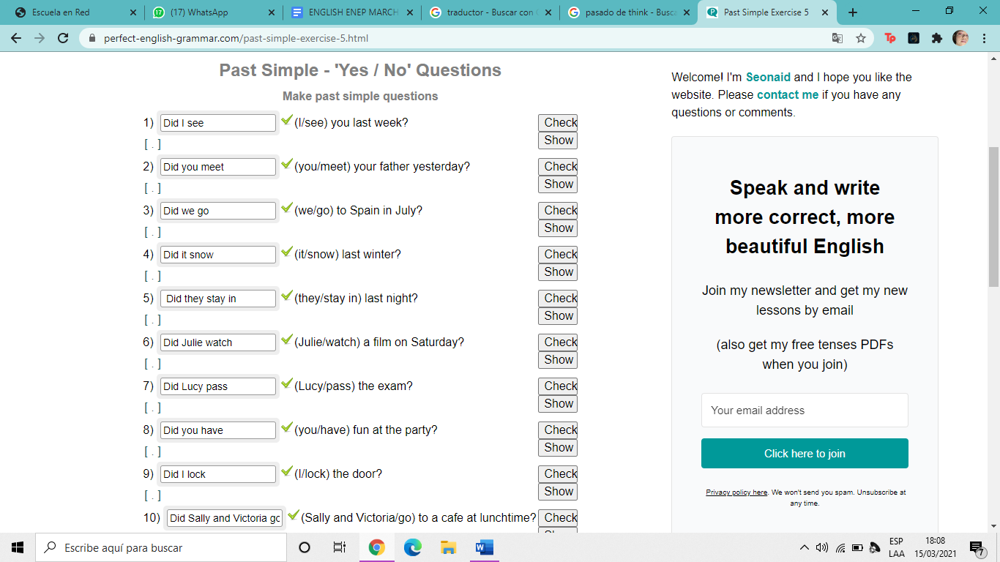 Escuela en Red
(17) WhatsApp
ENGLISH ENEP MARCH
traductor - Buscar con
pasado de think - Busca
Past Simple Exercise 5
perfect-english-grammar.com/past-simple-exercise-5.html
Past Simple - 'Yes / No' Questions
Make past simple questions
1) Did I see (I/see) you last week? Check
Show
[ . ]
2) Did you meet (you/meet) your father yesterday? Check
Show
[ . ]
3) Did we go (we/go) to Spain in July? Check
Show
[ . ]
4) Did it snow (it/snow) last winter? Check
Show
[ . ]
5) Did they stay in (they/stay in) last night? Check
Show
[ . ]
6) Did Julie watch (Julie/watch) a film on Saturday? Check
Show
[ . ]
7) Did Lucy pass (Lucy/pass) the exam? Check
Show
[ . ]
8) Did you have (you/have) fun at the party? Check
Show
[ . ]
9) Did I lock (I/lock) the door? Check
Show
[ . ]
10) Did Sally and Victoria go (Sally and Victoria/go) to a cafe at lunchtime? Check
Welcome! I'm Seonaid and I hope you like the
website. Please contact me if you have any
questions or comments.
Speak and write
more correct, more
beautiful English
Join my newsletter and get my new
lessons by email
(also get my free tenses PDFs
when you join)
Your email address
Click here to join
Privacy policy here. We won't send you spam. Unsubscribe at
any time.
Escribe aquí para buscar
ESP
LAA
18:08
15/03/2021
7